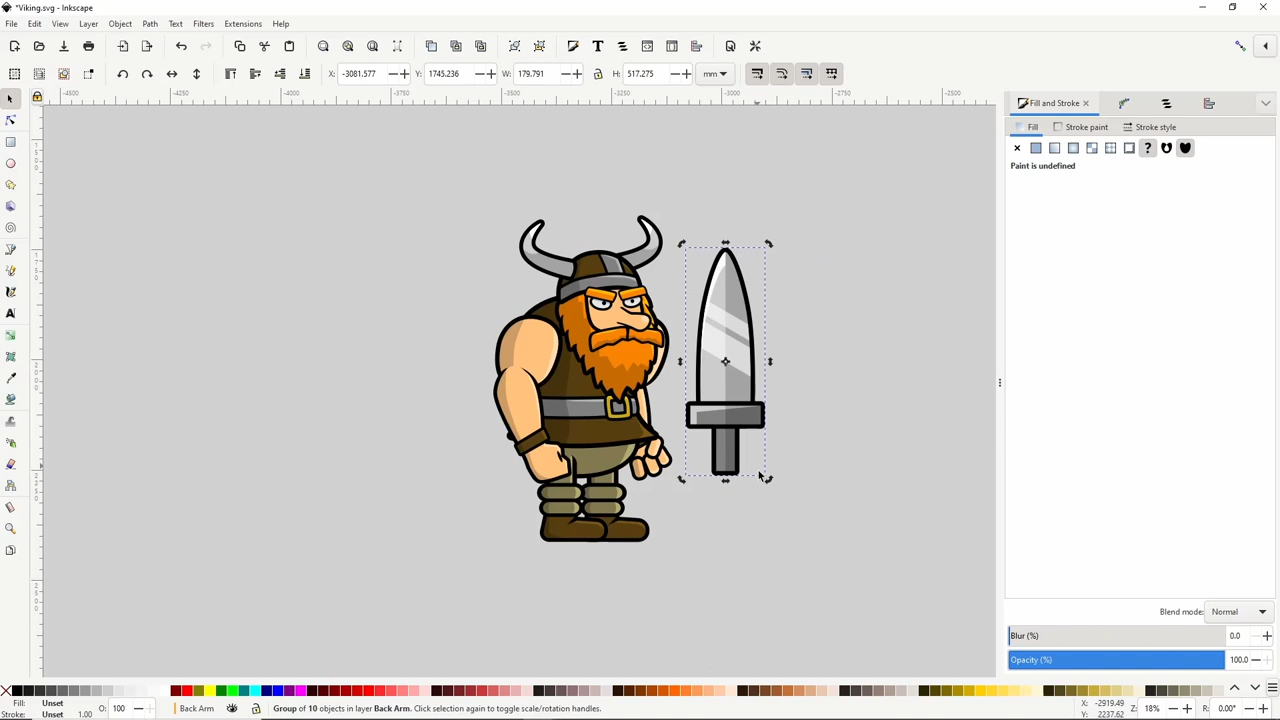 *Viking.svg - Inkscape
File Edit View Layer Object Path Text Filters Extensions Help
X: -3081.577 Y: 1745.236 W: 179.791 H: 517.275 mm
-4500 -4250 -4000 -3750 -3500 -3250 -3000 -2750 -2500
Fill and Stroke
Fill Stroke paint Stroke style
Paint is undefined
Blend mode: Normal
Blur (%) 0.0
Opacity (%) 100.0
Fill: Unset
Stroke: Unset 1.00
O: 100
Back Arm
Group of 10 objects in layer Back Arm. Click selection again to toggle scale/rotation handles.
X: -2919.49
Y: 2237.62
Z: 18%
R: 0.00°